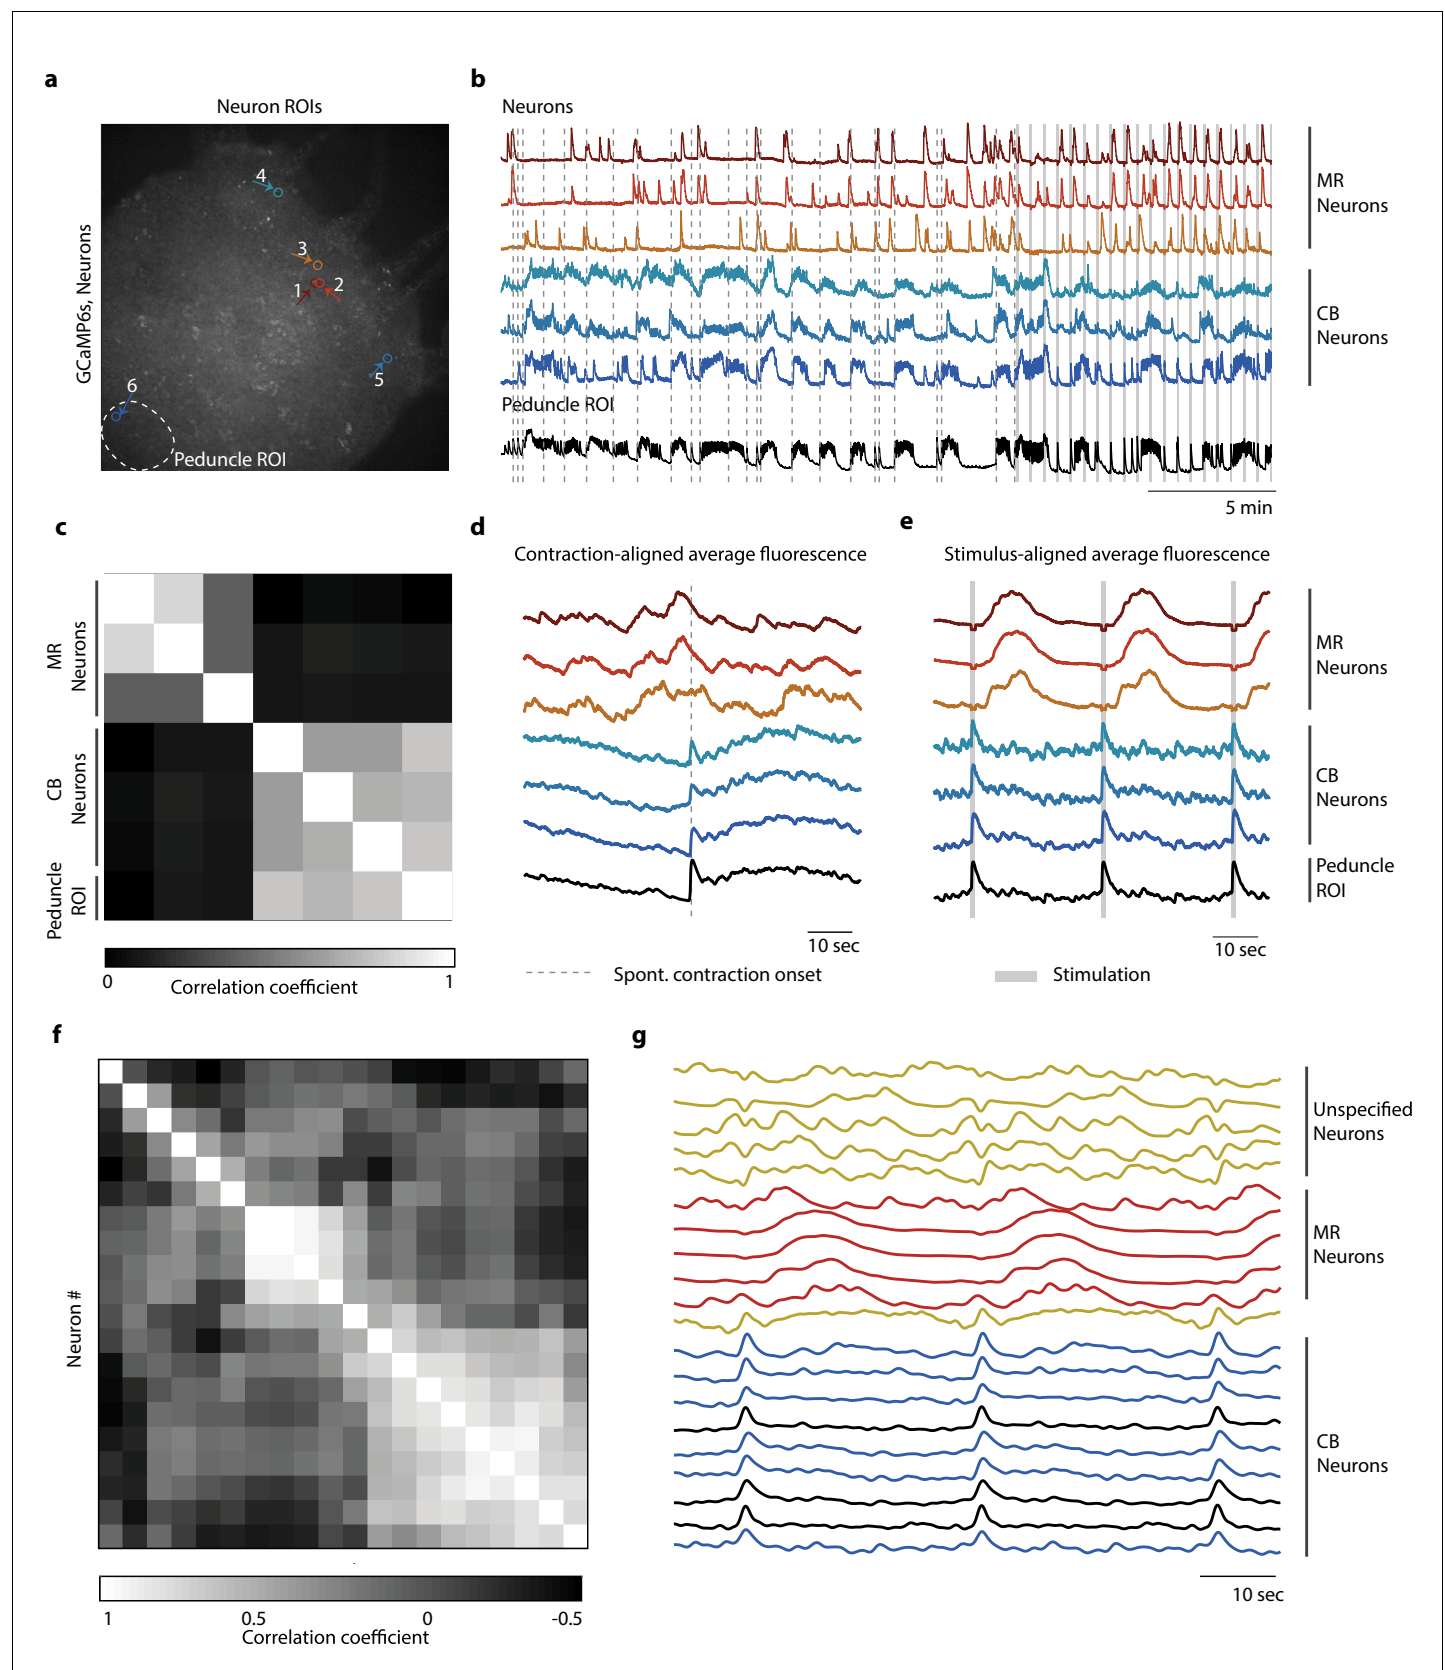 a
Neuron ROIs
GCaMP6s, Neurons
4
3
1
2
5
6
Peduncle ROI
b
Neurons
MR
Neurons
CB
Neurons
Peduncle ROI
5 min
c
MR
Neurons
CB
Neurons
Peduncle
ROI
0
1
Correlation coefficient
d
Contraction-aligned average fluorescence
10 sec
Spont. contraction onset
e
Stimulus-aligned average fluorescence
MR
Neurons
CB
Neurons
Peduncle
ROI
10 sec
Stimulation
f
Neuron #
1
0.5
0
-0.5
Correlation coefficient
g
Unspecified
Neurons
MR
Neurons
CB
Neurons
10 sec